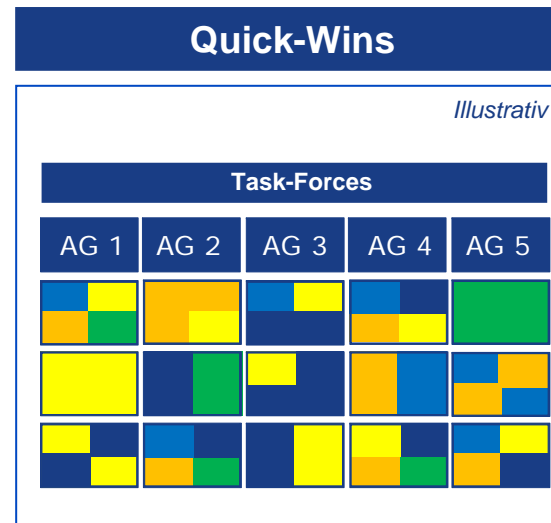 Quick-Wins
Illustrativ
Task-Forces
AG 1 AG 2 AG 3 AG 4 AG 5